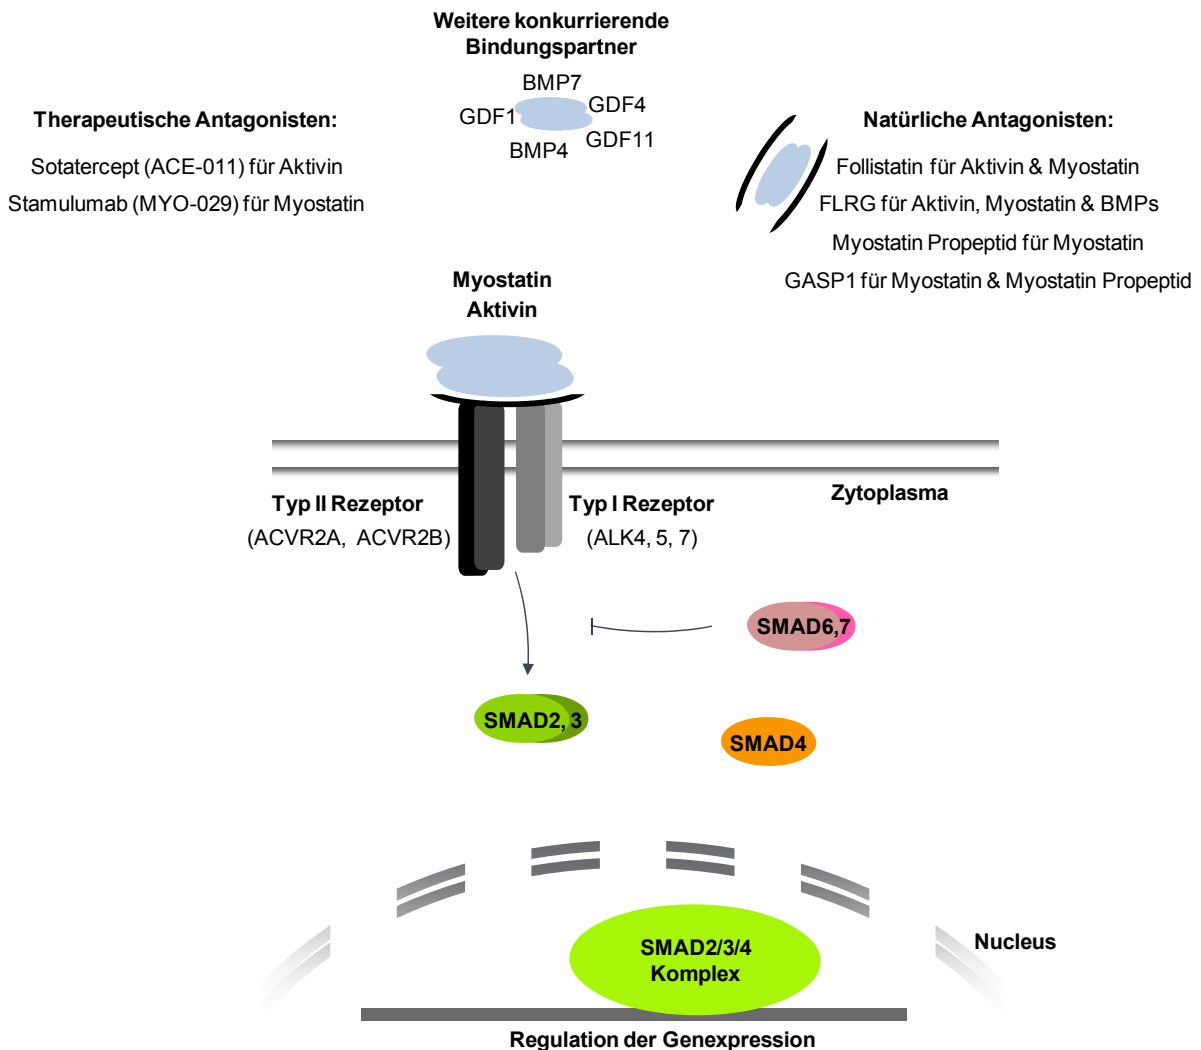 Weitere konkurrierende
Bindungspartner
BMP7
GDF1
GDF4
BMP4
GDF11
Therapeutische Antagonisten:
Sotatercept (ACE-011) für Aktivin
Stamulumab (MYO-029) für Myostatin
Natürliche Antagonisten:
Follistatin für Aktivin & Myostatin
FLRG für Aktivin, Myostatin & BMPs
Myostatin Propeptid für Myostatin
GASP1 für Myostatin & Myostatin Propeptid
Myostatin
Aktivin
Typ II Rezeptor
(ACVR2A, ACVR2B)
Typ I Rezeptor
(ALK4, 5, 7)
Zytoplasma
SMAD6,7
SMAD2, 3
SMAD4
Nucleus
SMAD2/3/4
Komplex
Regulation der Genexpression